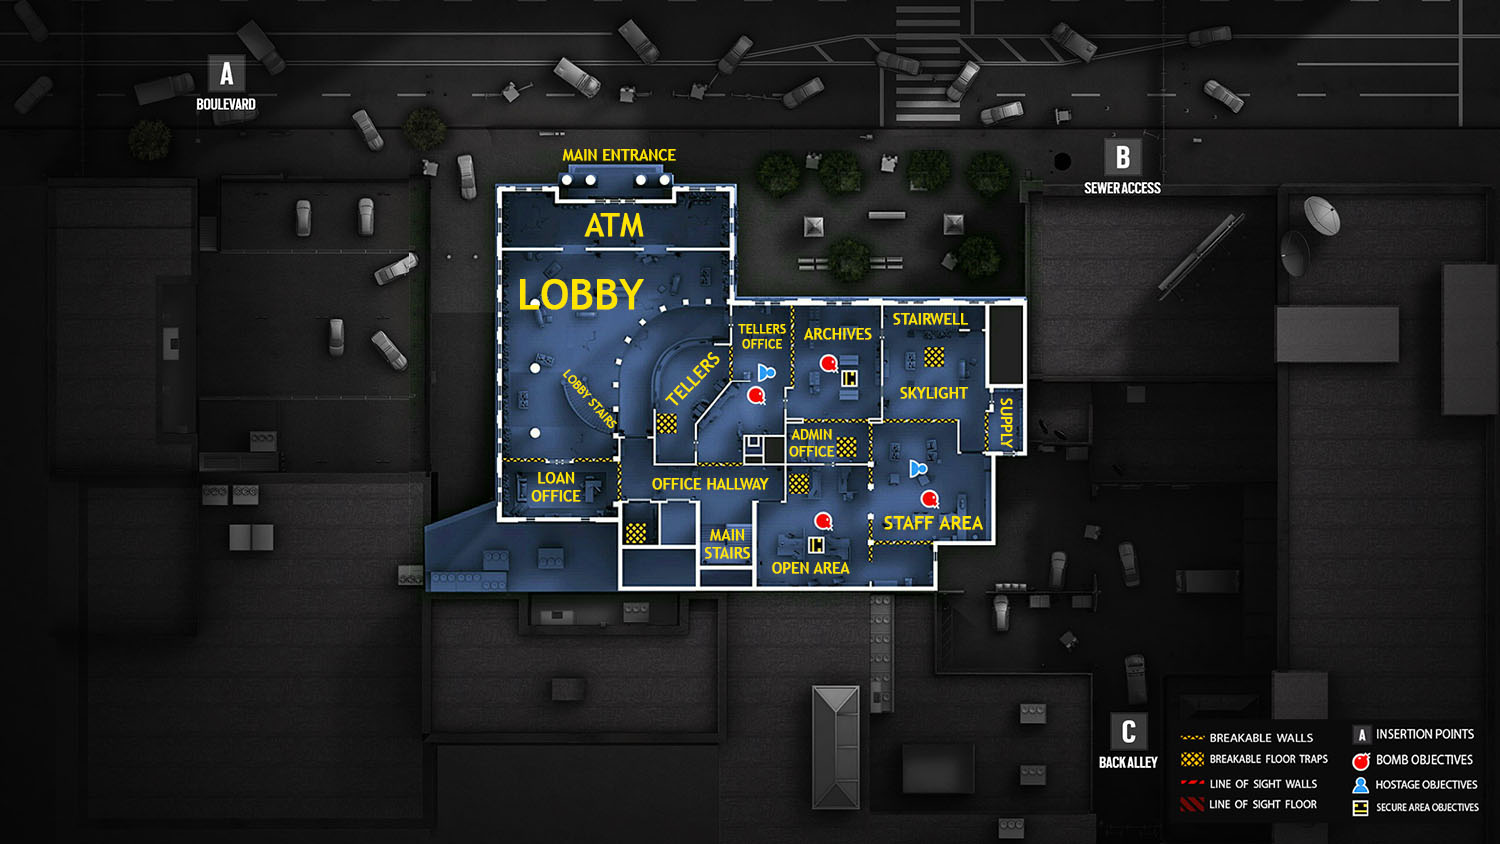 A
BOULEVARD
MAIN ENTRANCE
B
SEWER ACCESS
ATM
LOBBY
TELLERS
OFFICE
ARCHIVES
STAIRWELL
TELLERS
LOBBY STAIRS
SKYLIGHT
SUPPLY
ADMIN
OFFICE
LOAN
OFFICE
OFFICE HALLWAY
STAFF AREA
MAIN
STAIRS
OPEN AREA
C
BACK ALLEY
BREAKABLE WALLS
BREAKABLE FLOOR TRAPS
LINE OF SIGHT WALLS
LINE OF SIGHT FLOOR
A INSERTION POINTS
BOMB OBJECTIVES
HOSTAGE OBJECTIVES
SECURE AREA OBJECTIVES